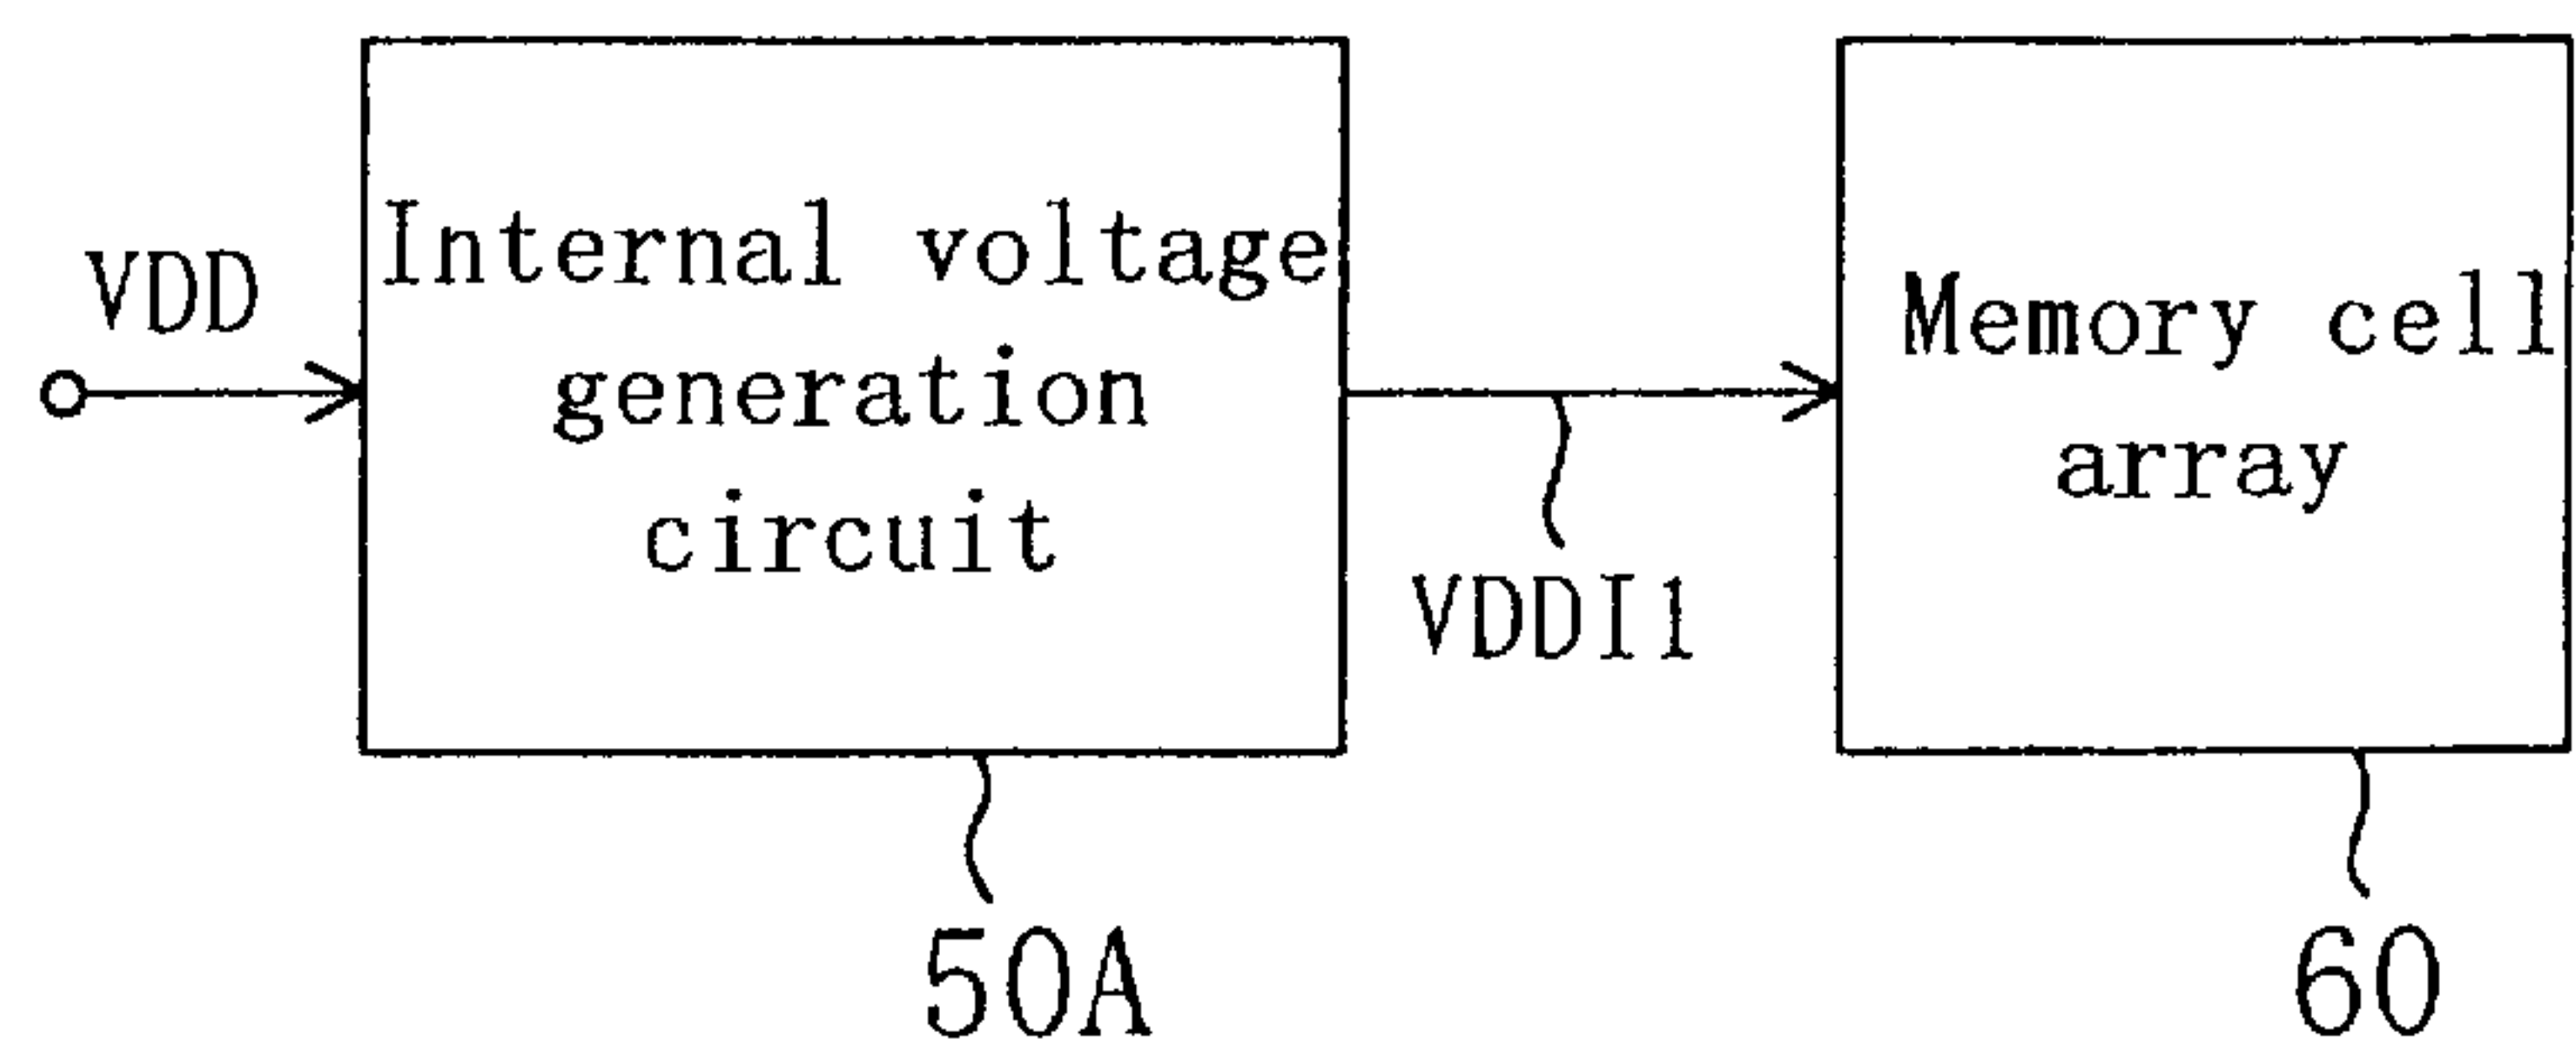 VDD
Internal voltage
generation
circuit
VDDI1
Memory cell
array
50A
60